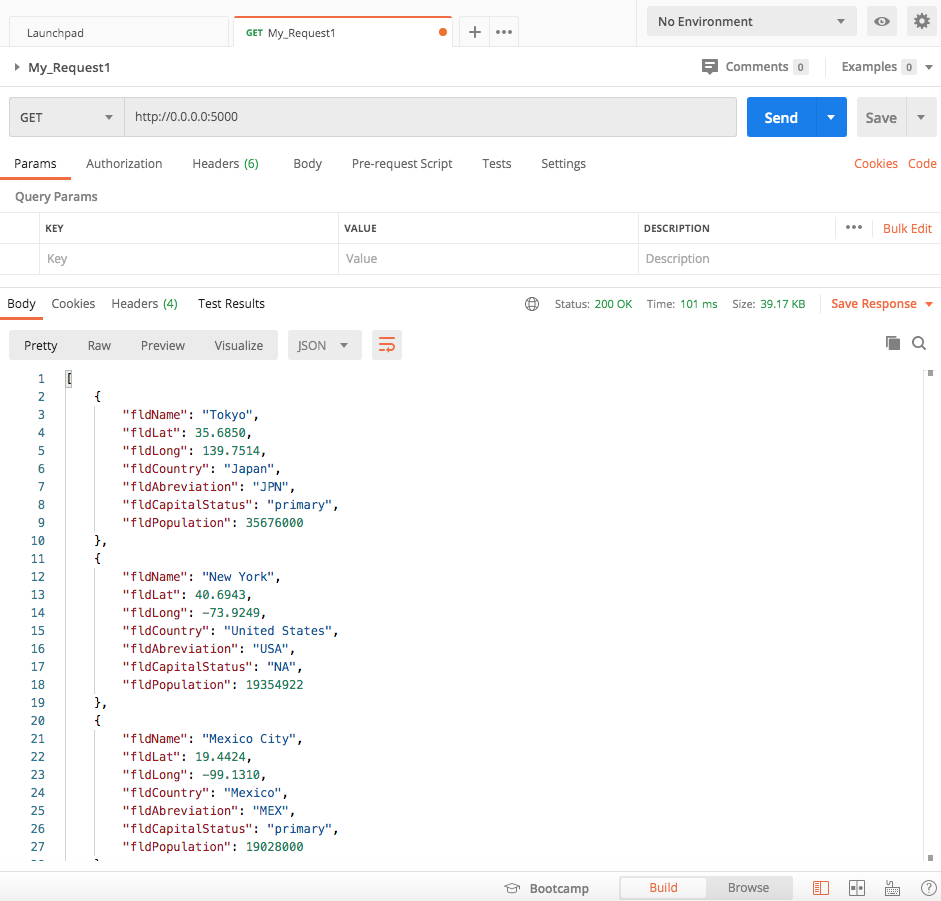 Launchpad
GET My_Request1
No Environment
My_Request1
Comments 0
Examples 0
GET
http://0.0.0.0:5000
Send
Save
Params
Authorization
Headers (6)
Body
Pre-request Script
Tests
Settings
Cookies
Code
Query Params
KEY
VALUE
DESCRIPTION
Bulk Edit
Key
Value
Description
Body
Cookies
Headers (4)
Test Results
Status: 200 OK
Time: 101 ms
Size: 39.17 KB
Save Response
Pretty
Raw
Preview
Visualize
JSON
1 [
2 {
3 "fldName": "Tokyo",
4 "fldLat": 35.6850,
5 "fldLong": 139.7514,
6 "fldCountry": "Japan",
7 "fldAbreviation": "JPN",
8 "fldCapitalStatus": "primary",
9 "fldPopulation": 35676000
10 },
11 {
12 "fldName": "New York",
13 "fldLat": 40.6943,
14 "fldLong": -73.9249,
15 "fldCountry": "United States",
16 "fldAbreviation": "USA",
17 "fldCapitalStatus": "NA",
18 "fldPopulation": 19354922
19 },
20 {
21 "fldName": "Mexico City",
22 "fldLat": 19.4424,
23 "fldLong": -99.1310,
24 "fldCountry": "Mexico",
25 "fldAbreviation": "MEX",
26 "fldCapitalStatus": "primary",
27 "fldPopulation": 19028000
Bootcamp
Build
Browse